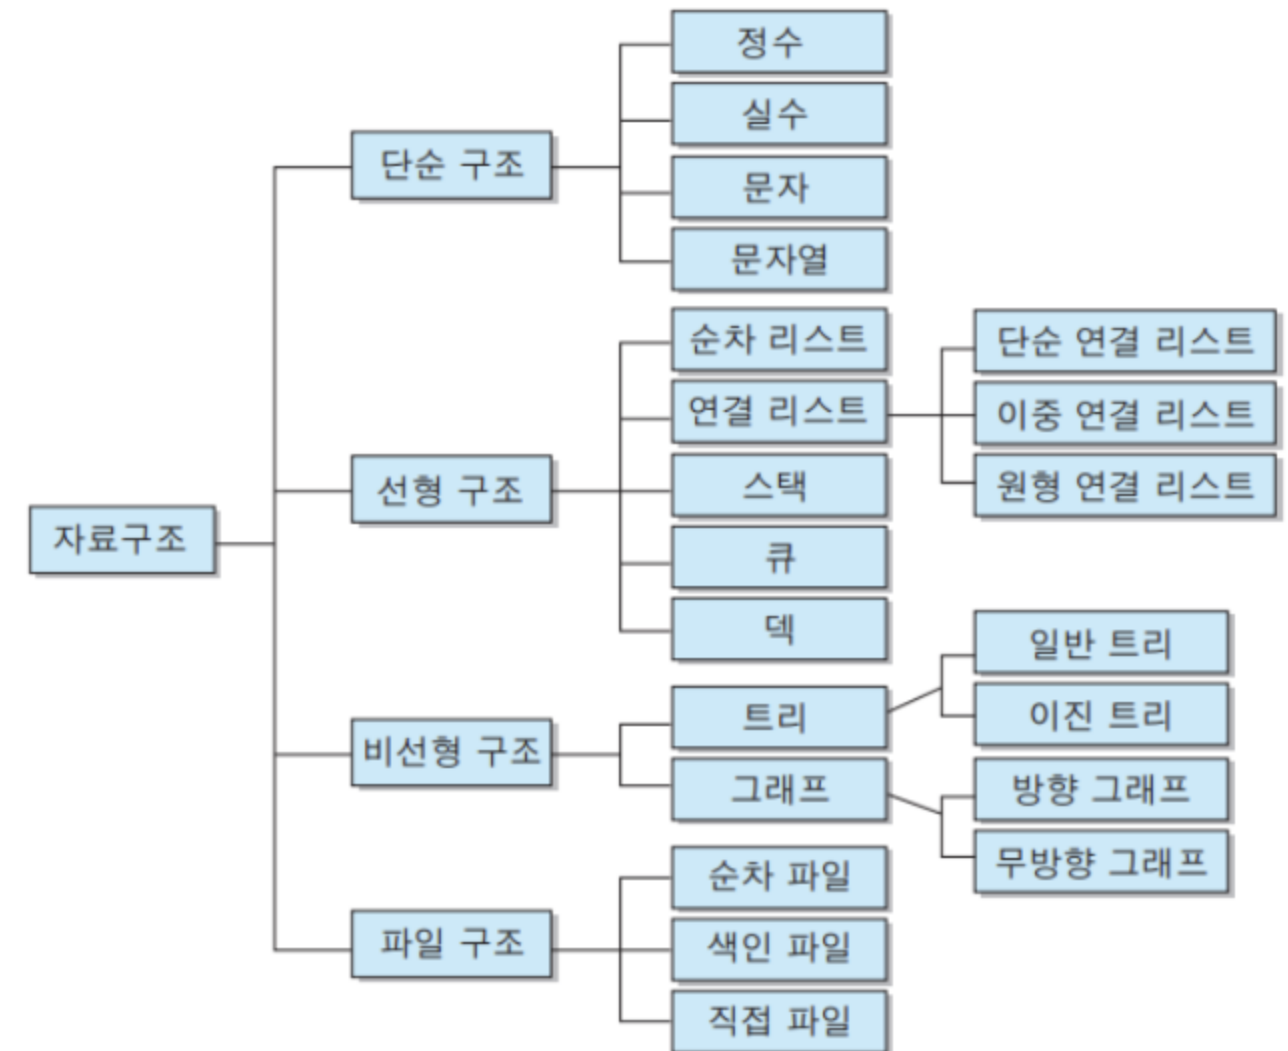 자료구조
단순 구조
정수
실수
문자
문자열
선형 구조
순차 리스트
연결 리스트
단순 연결 리스트
이중 연결 리스트
원형 연결 리스트
스택
큐
덱
비선형 구조
트리
일반 트리
이진 트리
그래프
방향 그래프
무방향 그래프
파일 구조
순차 파일
색인 파일
직접 파일